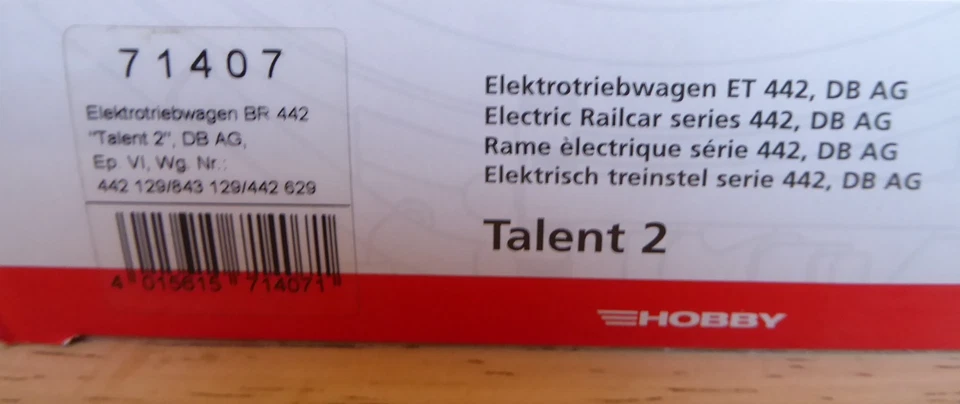 71407
Elektrotriebwagen BR 442
"Talent 2", DB AG,
Ep. VI, Wg. Nr.:
442 129/843 129/442 629
4 015615 714071
Elektrotriebwagen ET 442, DB AG
Electric Railcar series 442, DB AG
Rame èlectrique série 442, DB AG
Elektrisch treinstel serie 442, DB AG
Talent 2
HOBBY